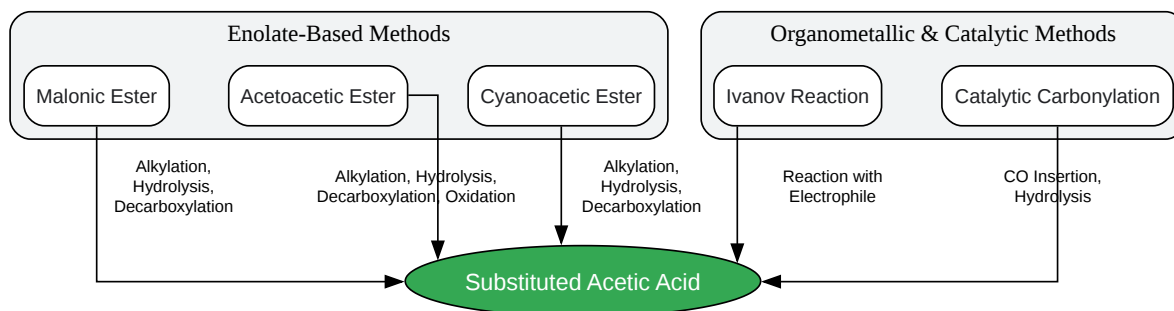 Enolate-Based Methods
Organometallic & Catalytic Methods
Malonic Ester
Acetoacetic Ester
Cyanoacetic Ester
Ivanov Reaction
Catalytic Carbonylation
Alkylation,
Hydrolysis,
Decarboxylation
Alkylation, Hydrolysis,
Decarboxylation, Oxidation
Alkylation,
Hydrolysis,
Decarboxylation
Reaction with
Electrophile
CO Insertion,
Hydrolysis
Substituted Acetic Acid